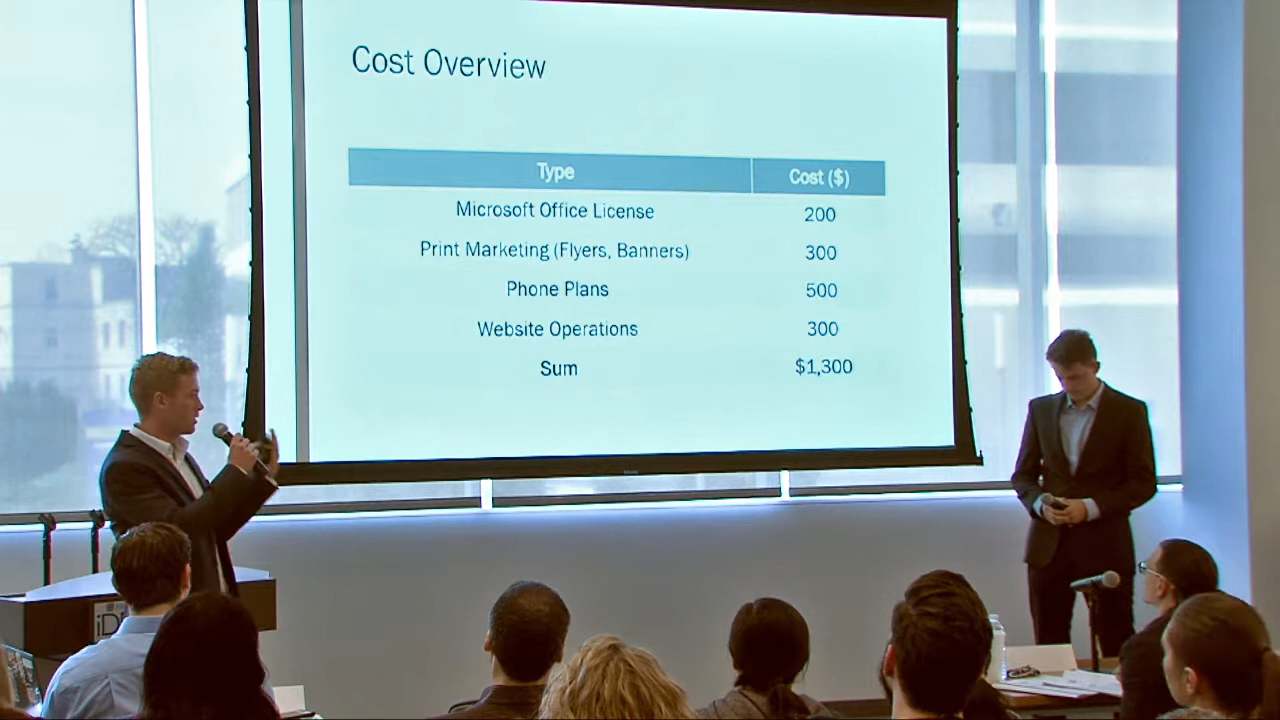 Cost Overview
Type Cost ($)
Microsoft Office License 200
Print Marketing (Flyers, Banners) 300
Phone Plans 500
Website Operations 300
Sum $1,300